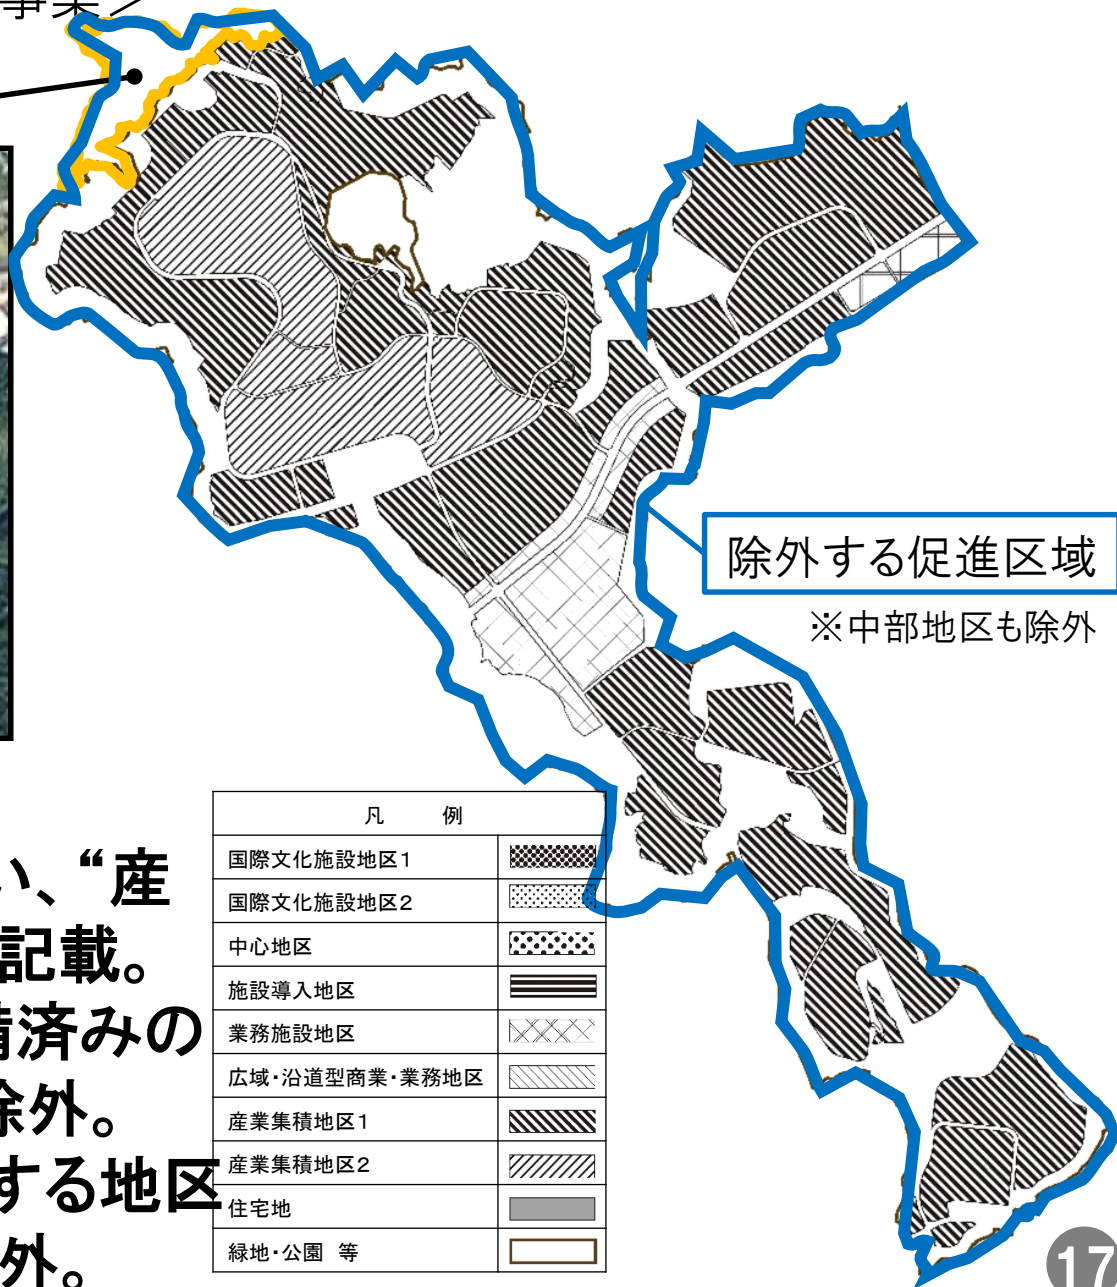 事業＞
除外する促進区域
※中部地区も除外
凡 例
国際文化施設地区1
国際文化施設地区2
中心地区
施設導入地区
業務施設地区
広域・沿道型商業・業務地区
産業集積地区1
産業集積地区2
住宅地
緑地・公園 等
い、“産
記載。
備済みの
除外。
する地区
外。
17